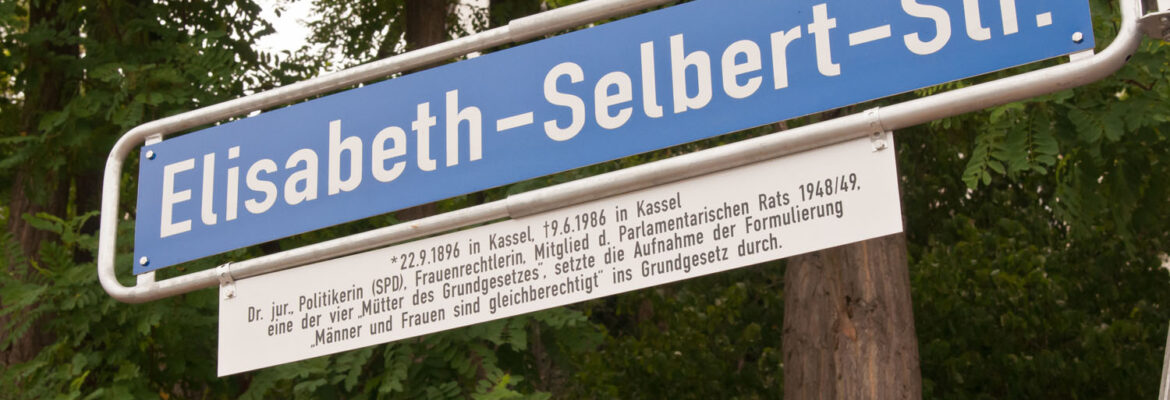 Elisabeth-Selbert-Str.
*22.9.1896 in Kassel, †9.6.1986 in Kassel
Dr. jur., Politikerin (SPD), Frauenrechtlerin, Mitglied d. Parlamentarischen Rats 1948/49,
eine der vier „Mütter des Grundgesetzes", setzte die Aufnahme der Formulierung
„Männer und Frauen sind gleichberechtigt" ins Grundgesetz durch.